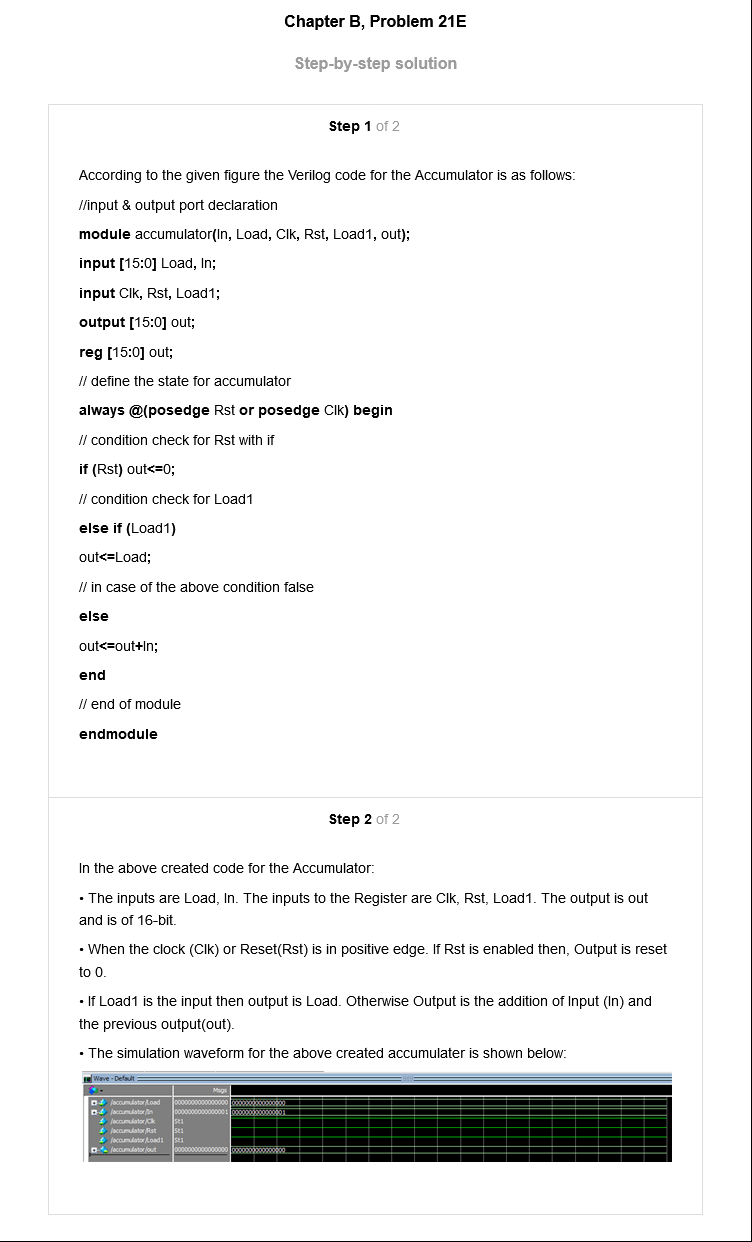 Chapter B, Problem 21E
Step-by-step solution
Step 1 of 2
According to the given figure the Verilog code for the Accumulator is as follows:
//input & output port declaration
module accumulator(In, Load, Clk, Rst, Load1, out);
input [15:0] Load, In;
input Clk, Rst, Load1;
output [15:0] out;
reg [15:0] out;
// define the state for accumulator
always @(posedge Rst or posedge Clk) begin
// condition check for Rst with if
if (Rst) out<=0;
// condition check for Load1
else if (Load1)
out<=Load;
// in case of the above condition false
else
out<=out+In;
end
// end of module
endmodule
Step 2 of 2
In the above created code for the Accumulator:
• The inputs are Load, In. The inputs to the Register are Clk, Rst, Load1. The output is out
and is of 16-bit.
• When the clock (Clk) or Reset(Rst) is in positive edge. If Rst is enabled then, Output is reset
to 0.
• If Load1 is the input then output is Load. Otherwise Output is the addition of Input (In) and
the previous output(out).
• The simulation waveform for the above created accumulater is shown below:
Wave - Default
Msgs
/accumulator/Load 0000000000000000 0000000000000000
/accumulator/In 0000000000000001 0000000000000001
/accumulator/Clk St1
/accumulator/Rst St1
/accumulator/Load1 St1
/accumulator/out 0000000000000000 0000000000000000